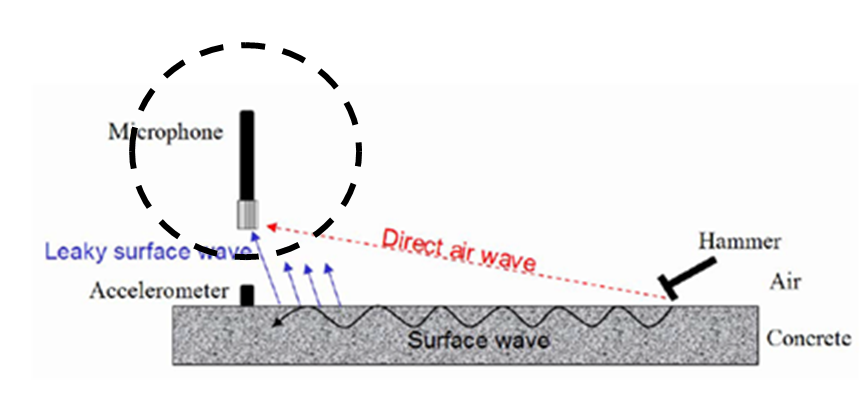 Microphone
Direct air wave
Hammer
Leaky surface wave
Air
Accelerometer
Surface wave
Concrete